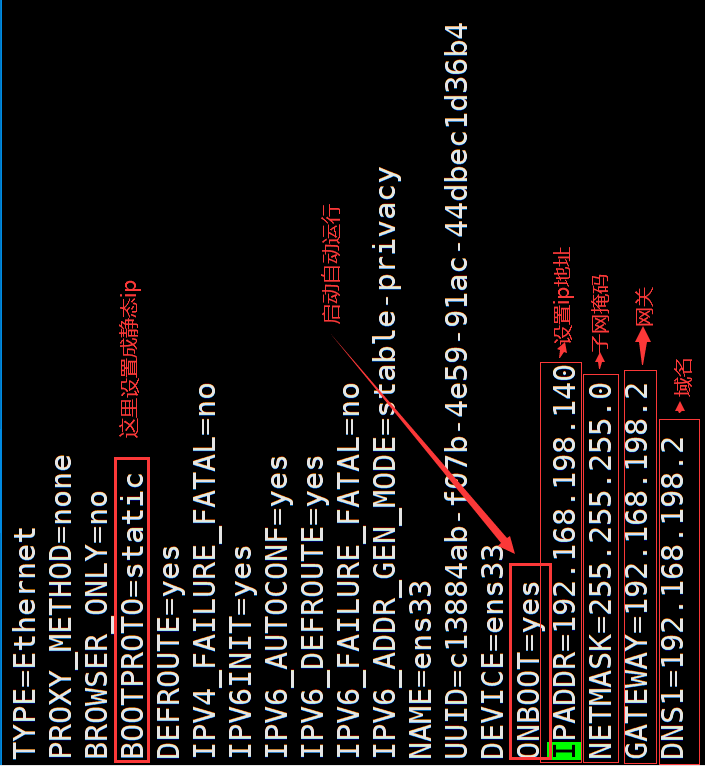 TYPE=Ethernet
PROXY_METHOD=none
BROWSER_ONLY=no
BOOTPROTO=static 这里设置成静态ip
DEFROUTE=yes
IPV4_FAILURE_FATAL=no
IPV6INIT=yes
IPV6_AUTOCONF=yes
IPV6_DEFROUTE=yes
启动自动运行
IPV6_FAILURE_FATAL=no
IPV6_ADDR_GEN_MODE=stable-privacy
NAME=ens33
UUID=c13884ab-f07b-4e59-91ac-44dbec1d36b4
DEVICE=ens33
ONBOOT=yes
IPADDR=192.168.198.140 设置ip地址
NETMASK=255.255.255.0 子网掩码
GATEWAY=192.168.198.2 网关
DNS1=192.168.198.2 域名